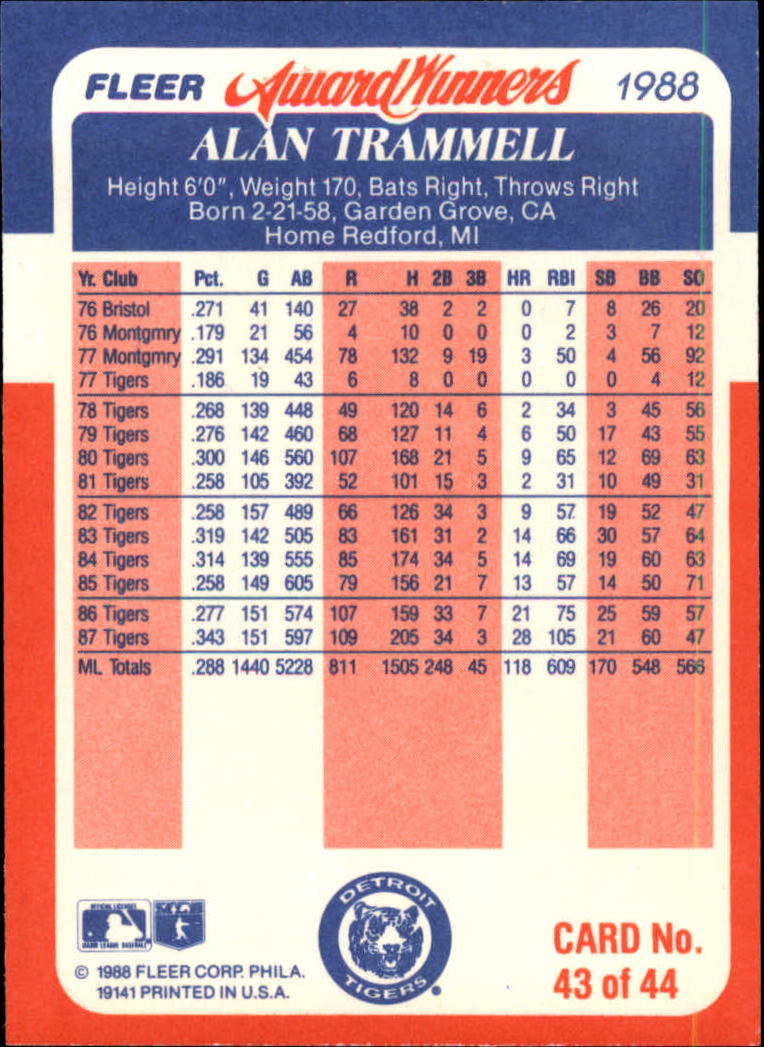 FLEER Award Winners 1988
ALAN TRAMMELL
Height 6'0", Weight 170, Bats Right, Throws Right
Born 2-21-58, Garden Grove, CA
Home Redford, MI
Yr. Club Pct. G AB R H 2B 3B HR RBI SB BB SO
76 Bristol .271 41 140 27 38 2 2 0 7 8 26 20
76 Montgmry .179 21 56 4 10 0 0 0 2 3 7 12
77 Montgmry .291 134 454 78 132 9 19 3 50 4 56 92
77 Tigers .186 19 43 6 8 0 0 0 0 0 4 12
78 Tigers .268 139 448 49 120 14 6 2 34 3 45 56
79 Tigers .276 142 460 68 127 11 4 6 50 17 43 55
80 Tigers .300 146 560 107 168 21 5 9 65 12 69 63
81 Tigers .258 105 392 52 101 15 3 2 31 10 49 31
82 Tigers .258 157 489 66 126 34 3 9 57 19 52 47
83 Tigers .319 142 505 83 161 31 2 14 66 30 57 64
84 Tigers .314 139 555 85 174 34 5 14 69 19 60 63
85 Tigers .258 149 605 79 156 21 7 13 57 14 50 71
86 Tigers .277 151 574 107 159 33 7 21 75 25 59 57
87 Tigers .343 151 597 109 205 34 3 28 105 21 60 47
ML Totals .288 1440 5228 811 1505 248 45 118 609 170 548 566
OFFICIAL LICENSEE
MAJOR LEAGUE BASEBALL
DETROIT
TIGERS
®
© 1988 FLEER CORP. PHILA.
19141 PRINTED IN U.S.A.
CARD No.
43 of 44